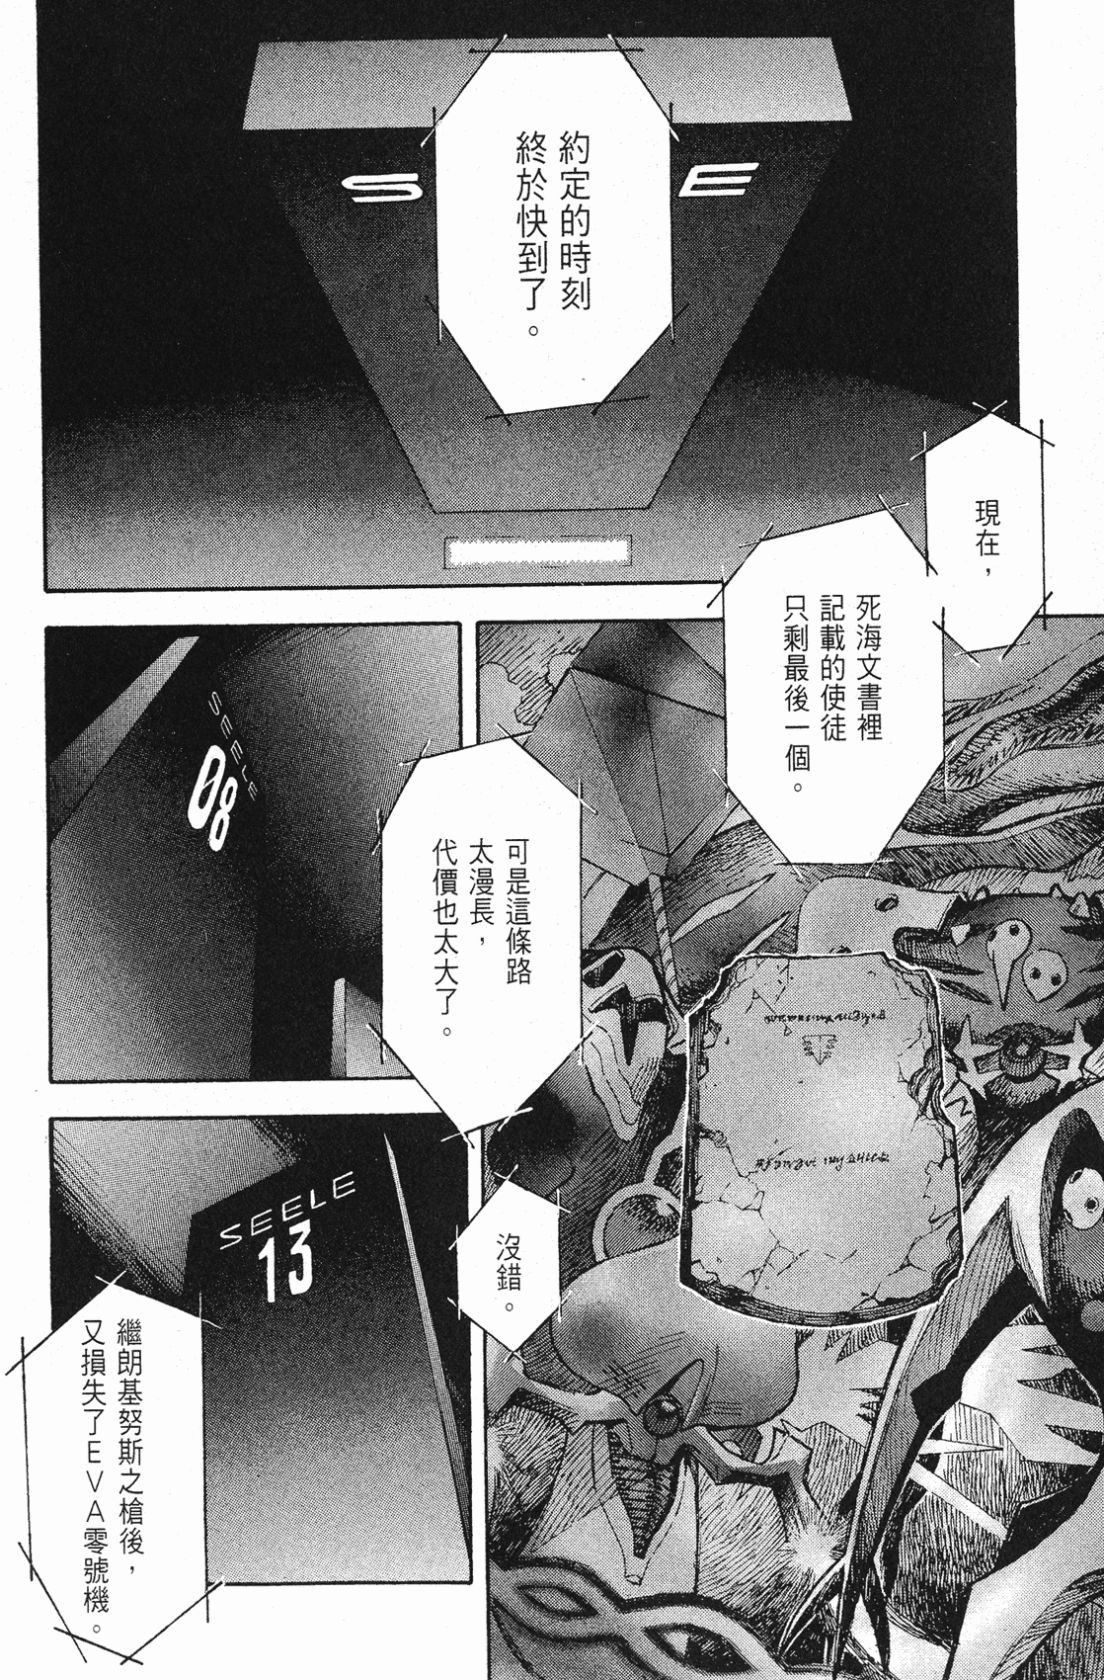 約定的時刻
終於快到了。
S
E
現在，
死海文書裡
記載的使徒
只剩最後一個。
可是這條路
太漫長，
代價也太大了。
SEELE
08
沒錯。
SEELE
13
繼朗基努斯之槍後，
又損失了EVA零號機。